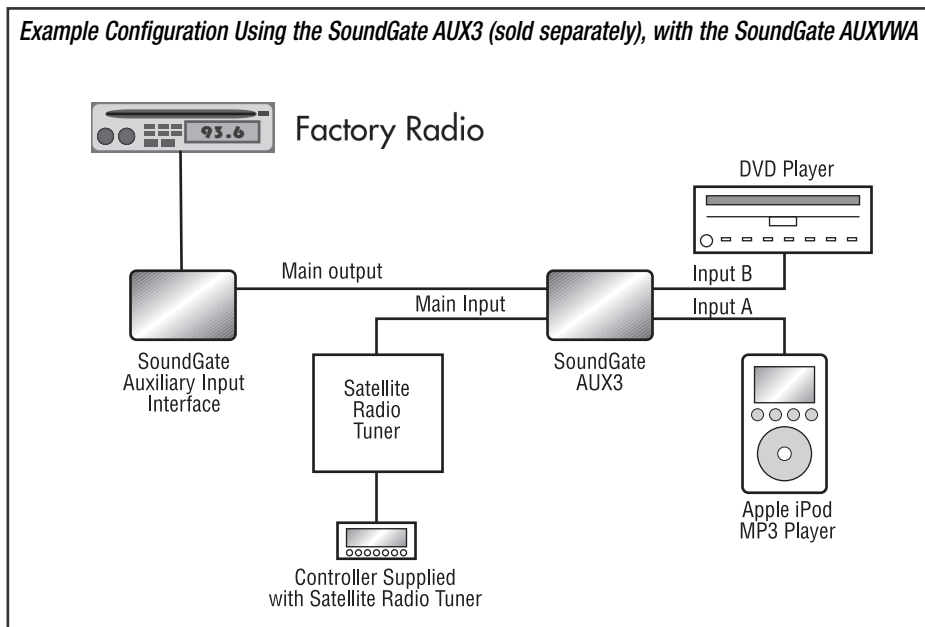 Example Configuration Using the SoundGate AUX3 (sold separately), with the SoundGate AUXVWA
93.6
Factory Radio
DVD Player
Main output
Input B
Main Input
Input A
SoundGate
Auxiliary Input
Interface
Satellite
Radio
Tuner
SoundGate
AUX3
Apple iPod
MP3 Player
Controller Supplied
with Satellite Radio Tuner